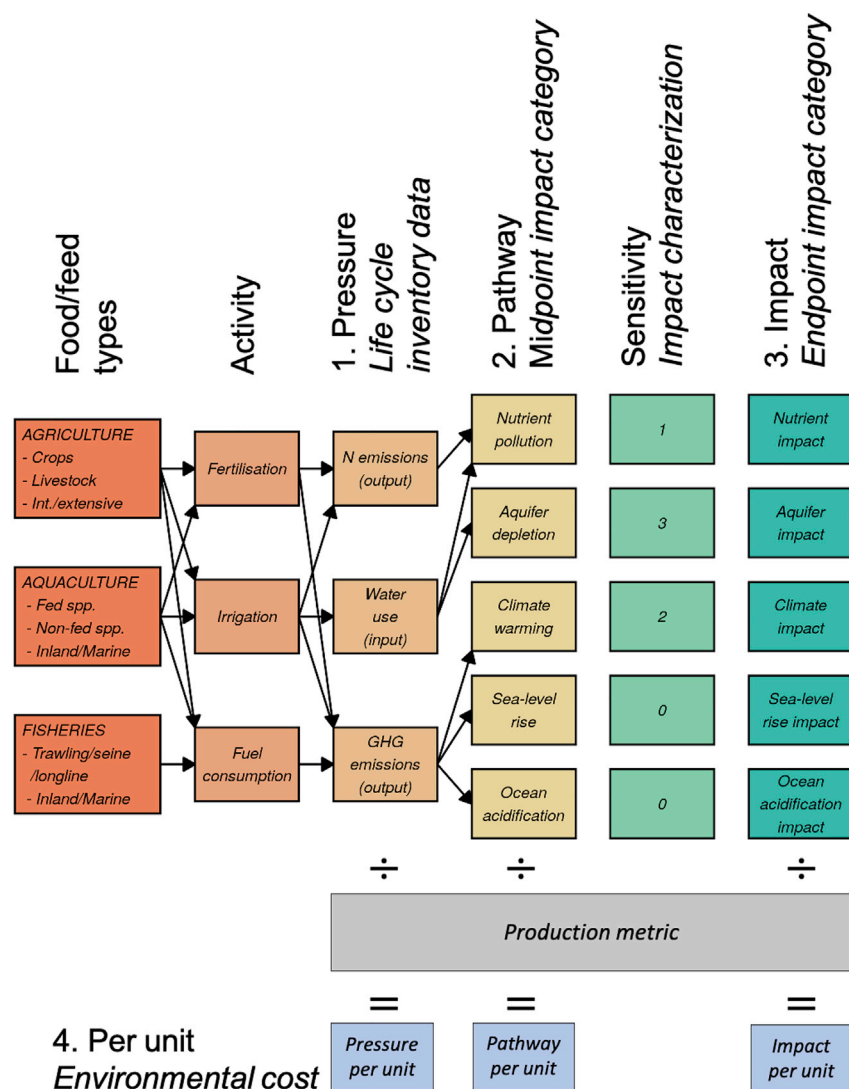 Food/feed
types
Activity
1. Pressure
Life cycle
inventory data
2. Pathway
Midpoint impact category
Sensitivity
Impact characterization
3. Impact
Endpoint impact category
AGRICULTURE
- Crops
- Livestock
- Int./extensive
Fertilisation
N emissions
(output)
Nutrient
pollution
1
Nutrient
impact
Aquifer
depletion
3
Aquifer
impact
AQUACULTURE
- Fed spp.
- Non-fed spp.
- Inland/Marine
Irrigation
Water
use
(input)
Climate
warming
2
Climate
impact
Sea-level
rise
0
Sea-level
rise impact
FISHERIES
- Trawling/seine
/longline
- Inland/Marine
Fuel
consumption
GHG
emissions
(output)
Ocean
acidification
0
Ocean
acidification
impact
÷ ÷ ÷
Production metric
= = =
4. Per unit
Environmental cost
Pressure
per unit
Pathway
per unit
Impact
per unit